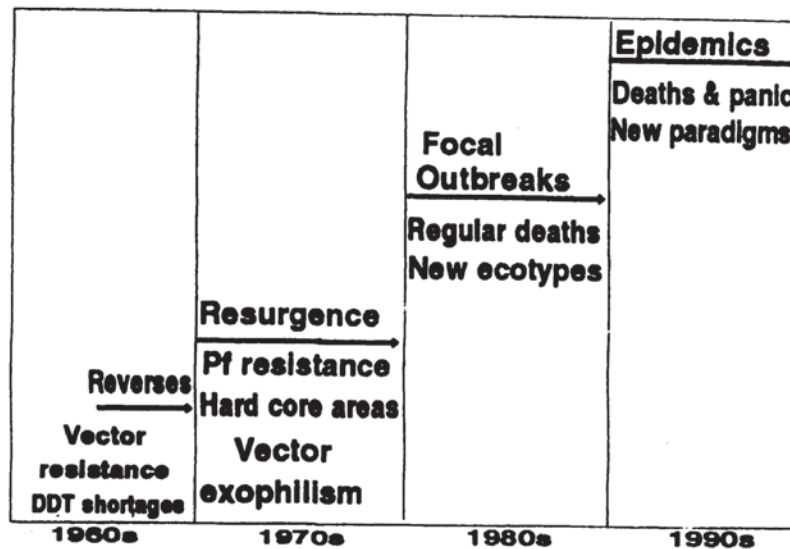 Reverses
Vector
resistance
DDT shortages
1960s
Resurgence
Pf resistance
Hard core areas
Vector
exophilism
1970s
Focal
Outbreaks
Regular deaths
New ecotypes
1980s
Epidemics
Deaths & panic
New paradigms
1990s